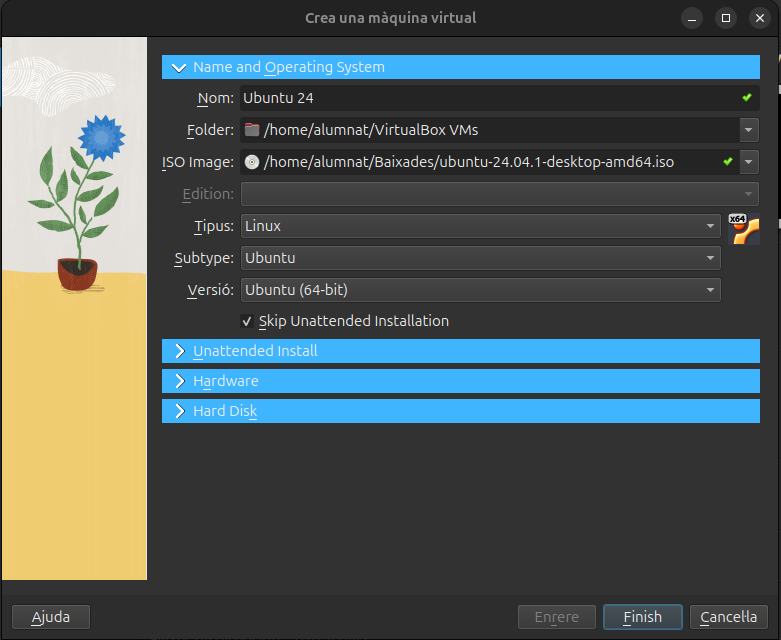 Crea una màquina virtual
Name and Operating System
Nom: Ubuntu 24
Folder: /home/alumnat/VirtualBox VMs
ISO Image: /home/alumnat/Baixades/ubuntu-24.04.1-desktop-amd64.iso
Edition:
Tipus: Linux
x64
Subtype: Ubuntu
Versió: Ubuntu (64-bit)
Skip Unattended Installation
Unattended Install
Hardware
Hard Disk
Ajuda
Enrere
Finish
Cancel·la